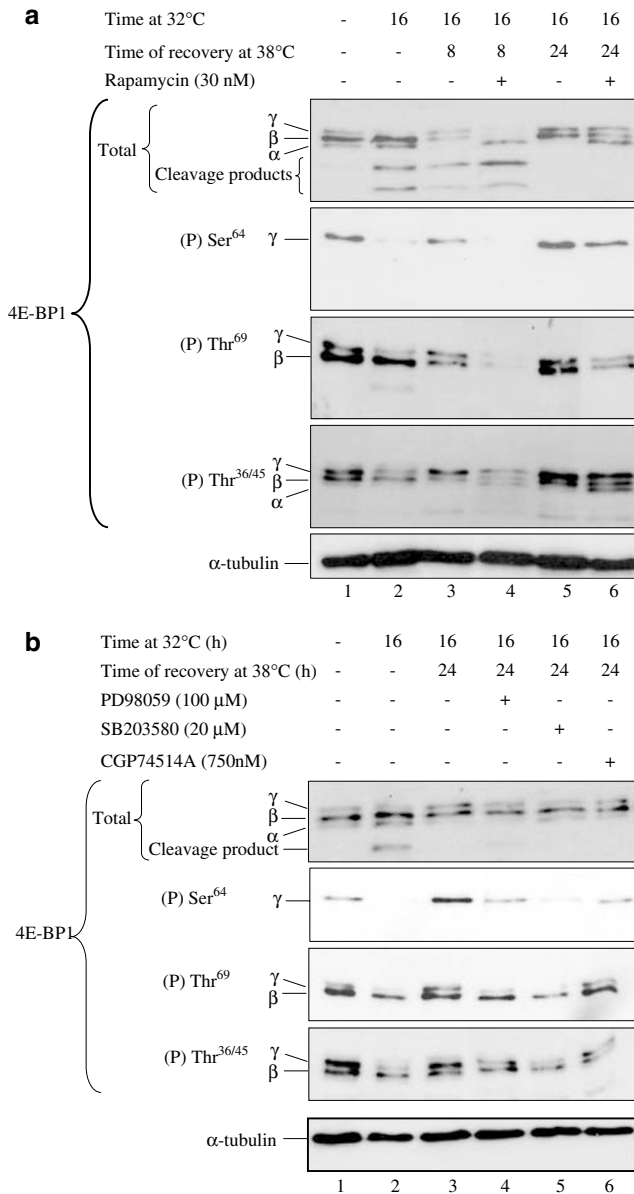 a
Time at 32°C - 16 16 16 16 16
Time of recovery at 38°C - - 8 8 24 24
Rapamycin (30 nM) - - - + - +
γ
β
α
Total
Cleavage products
(P) Ser64 γ
4E-BP1
(P) Thr69 γ
β
(P) Thr36/45 γ
β
α
α-tubulin
1 2 3 4 5 6
b
Time at 32°C (h) - 16 16 16 16 16
Time of recovery at 38°C (h) - - 24 24 24 24
PD98059 (100 μM) - - - + - -
SB203580 (20 μM) - - - - + -
CGP74514A (750nM) - - - - - +
γ
Total β
α
Cleavage product
(P) Ser64 γ
4E-BP1
(P) Thr69 γ
β
(P) Thr36/45 γ
β
α-tubulin
1 2 3 4 5 6